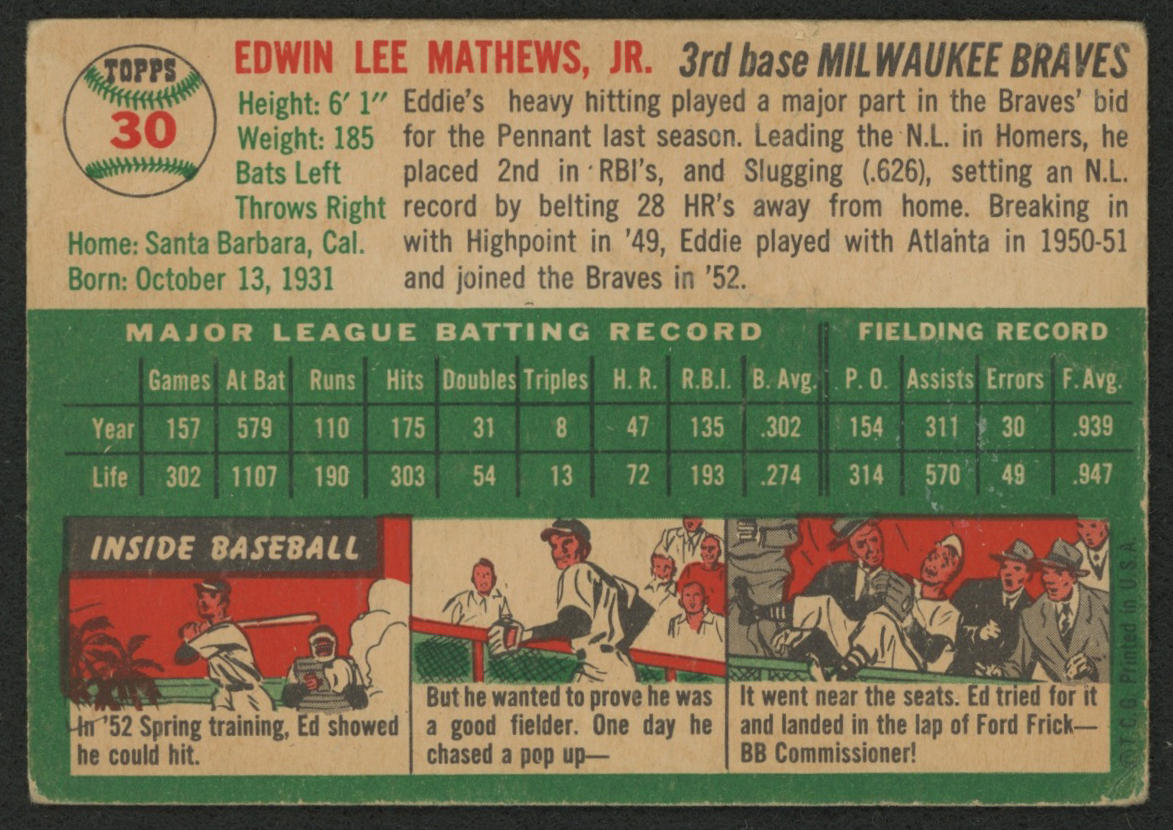 TOPPS
30
EDWIN LEE MATHEWS, JR. 3rd base MILWAUKEE BRAVES
Height: 6' 1"
Weight: 185
Bats Left
Throws Right
Home: Santa Barbara, Cal.
Born: October 13, 1931
Eddie's heavy hitting played a major part in the Braves' bid
for the Pennant last season. Leading the N.L. in Homers, he
placed 2nd in RBI's, and Slugging (.626), setting an N.L.
record by belting 28 HR's away from home. Breaking in
with Highpoint in '49, Eddie played with Atlanta in 1950-51
and joined the Braves in '52.
MAJOR LEAGUE BATTING RECORD FIELDING RECORD
Games At Bat Runs Hits Doubles Triples H. R. R.B.I. B. Avg. P. O. Assists Errors F. Avg.
Year 157 579 110 175 31 8 47 135 .302 154 311 30 .939
Life 302 1107 190 303 54 13 72 193 .274 314 570 49 .947
INSIDE BASEBALL
In '52 Spring training, Ed showed
he could hit.
But he wanted to prove he was
a good fielder. One day he
chased a pop up—
It went near the seats. Ed tried for it
and landed in the lap of Ford Frick—
BB Commissioner!
© T. C. G. Printed in U.S.A.